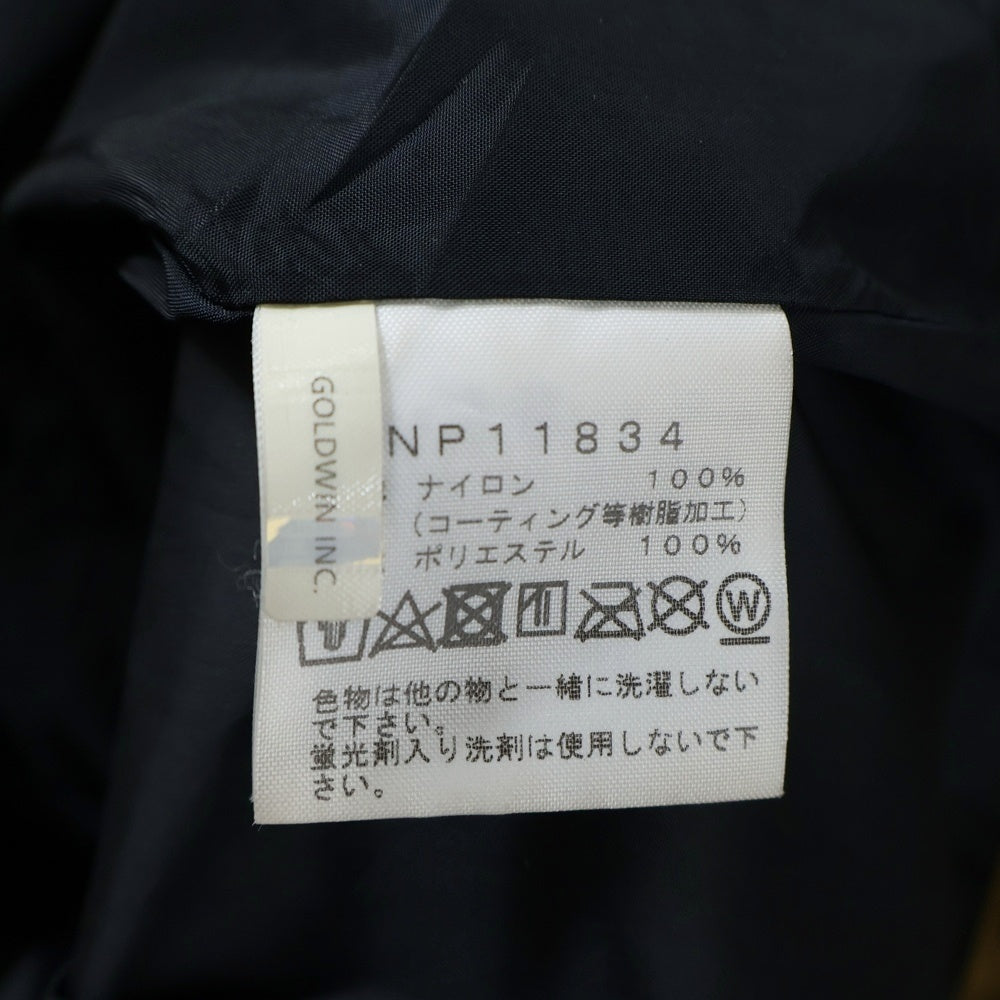 GOLDWIN INC.
NP11834
ナイロン 100%
(コーティング等樹脂加工)
ポリエステル 100%
W
色物は他の物と一緒に洗濯しない
で下さい。
蛍光剤入り洗剤は使用しないで下
さい。